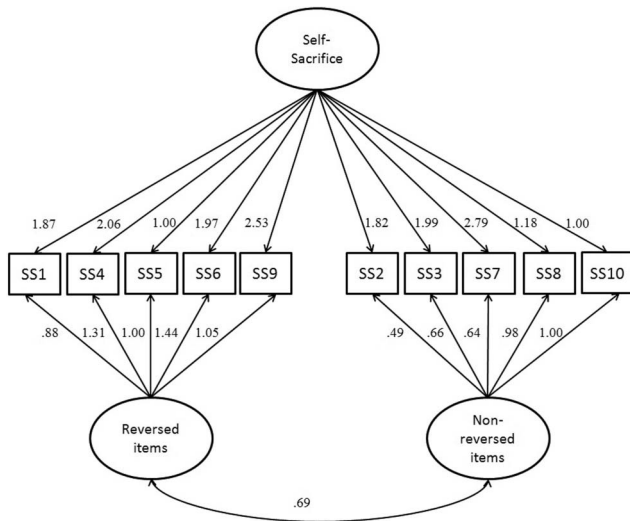 Self-
Sacrifice
1.87 2.06 1.00 1.97 2.53 1.82 1.99 2.79 1.18 1.00
SS1 SS4 SS5 SS6 SS9 SS2 SS3 SS7 SS8 SS10
.88 1.31 1.00 1.44 1.05 .49 .66 .64 .98 1.00
Reversed
items
Non-
reversed
items
.69